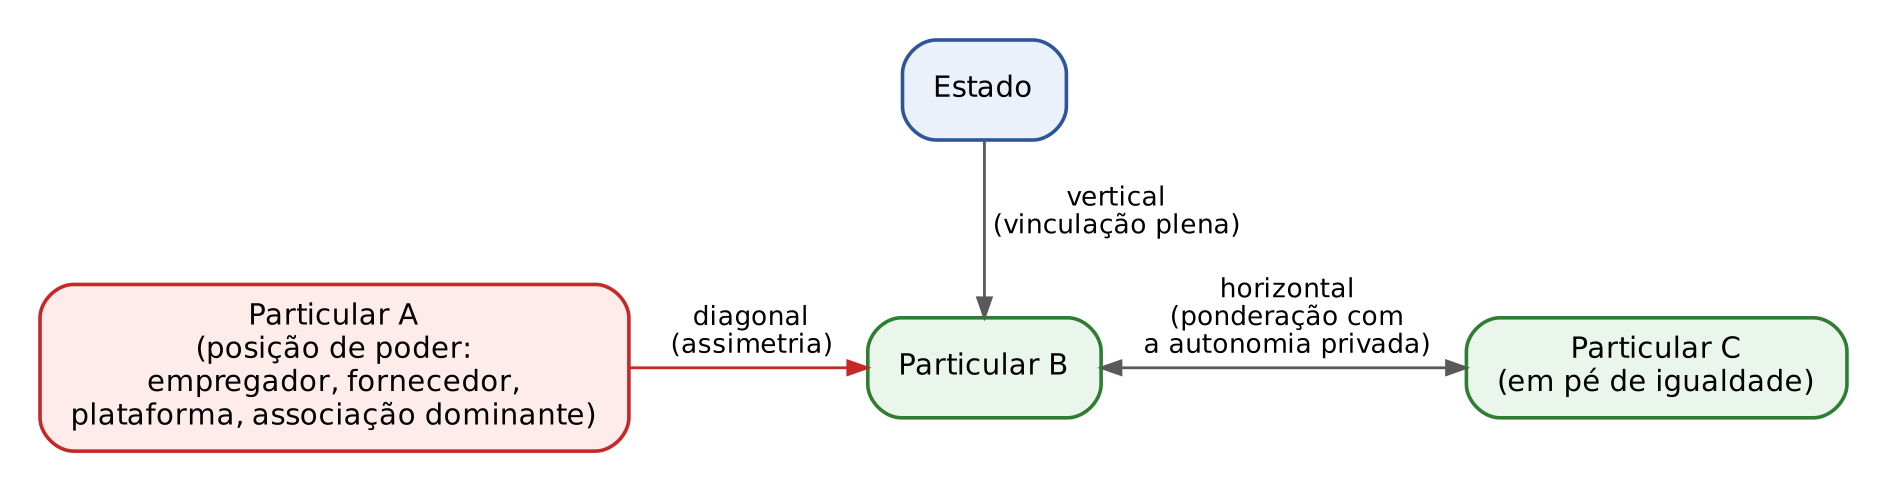 Estado
vertical
(vinculação plena)
Particular A
(posição de poder:
empregador, fornecedor,
plataforma, associação dominante)
diagonal
(assimetria)
Particular B
horizontal
(ponderação com
a autonomia privada)
Particular C
(em pé de igualdade)